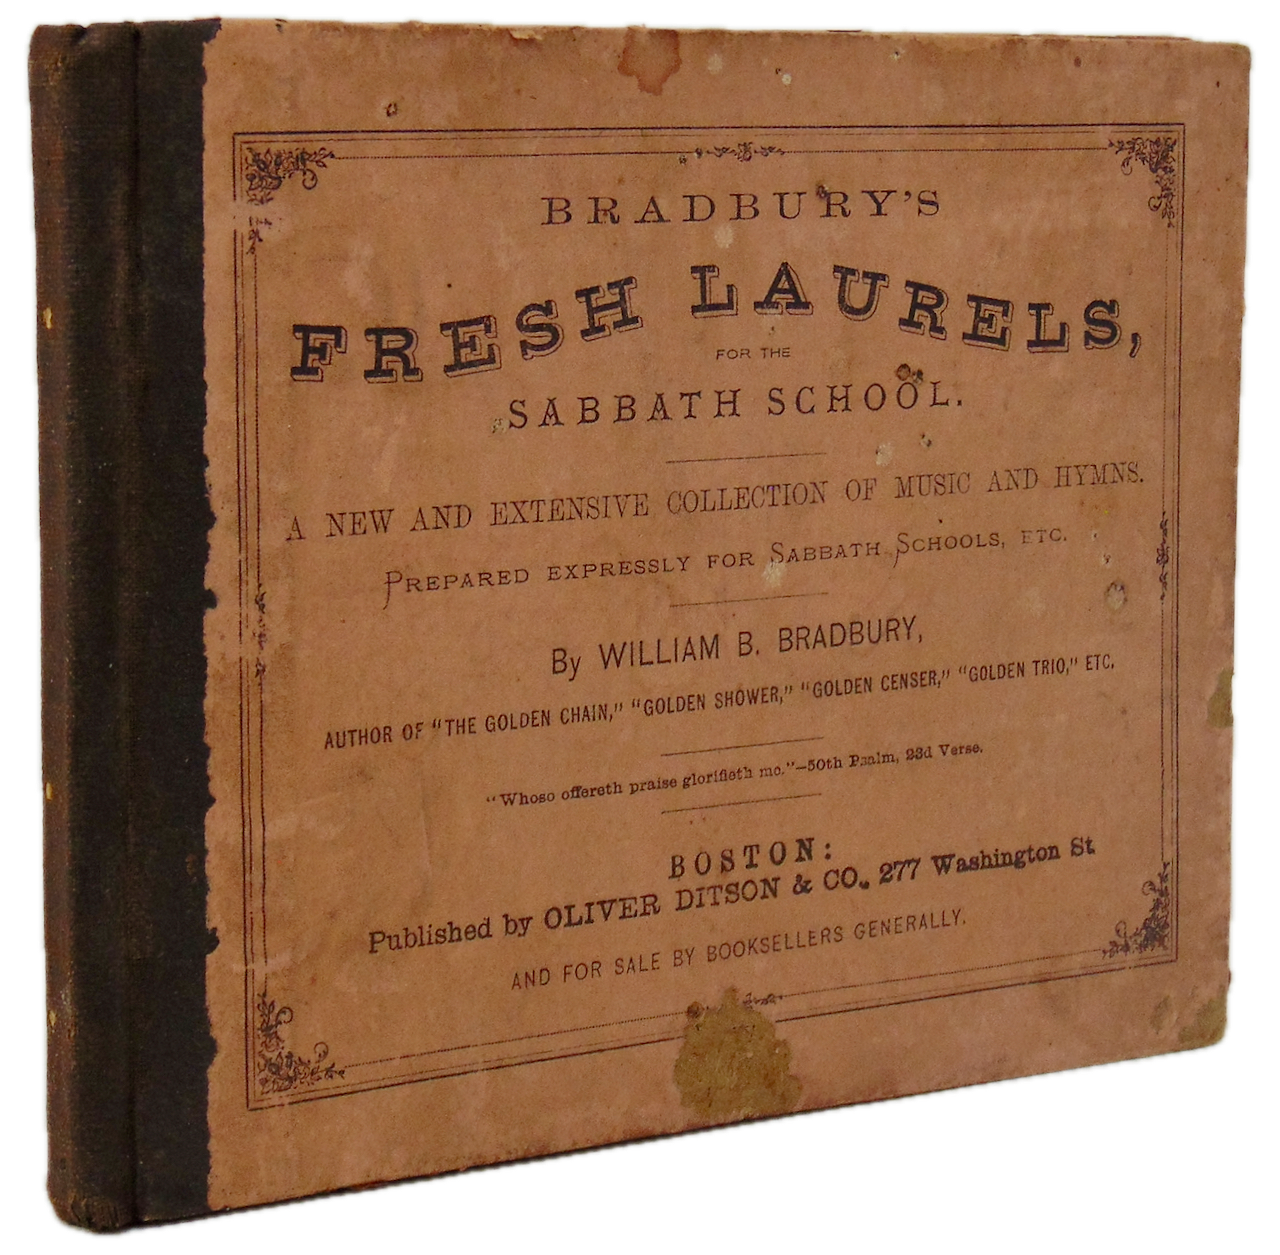 BRADBURY'S
FRESH LAURELS,
FOR THE
SABBATH SCHOOL.
A NEW AND EXTENSIVE COLLECTION OF MUSIC AND HYMNS.
PREPARED EXPRESSLY FOR SABBATH SCHOOLS, ETC.
By WILLIAM B. BRADBURY,
AUTHOR OF "THE GOLDEN CHAIN," "GOLDEN SHOWER," "GOLDEN CENSER," "GOLDEN TRIO," ETC.
"Whoso offereth praise glorifieth me."—50th Psalm, 23d Verse.
BOSTON:
Published by OLIVER DITSON & CO. 277 Washington St
AND FOR SALE BY BOOKSELLERS GENERALLY.